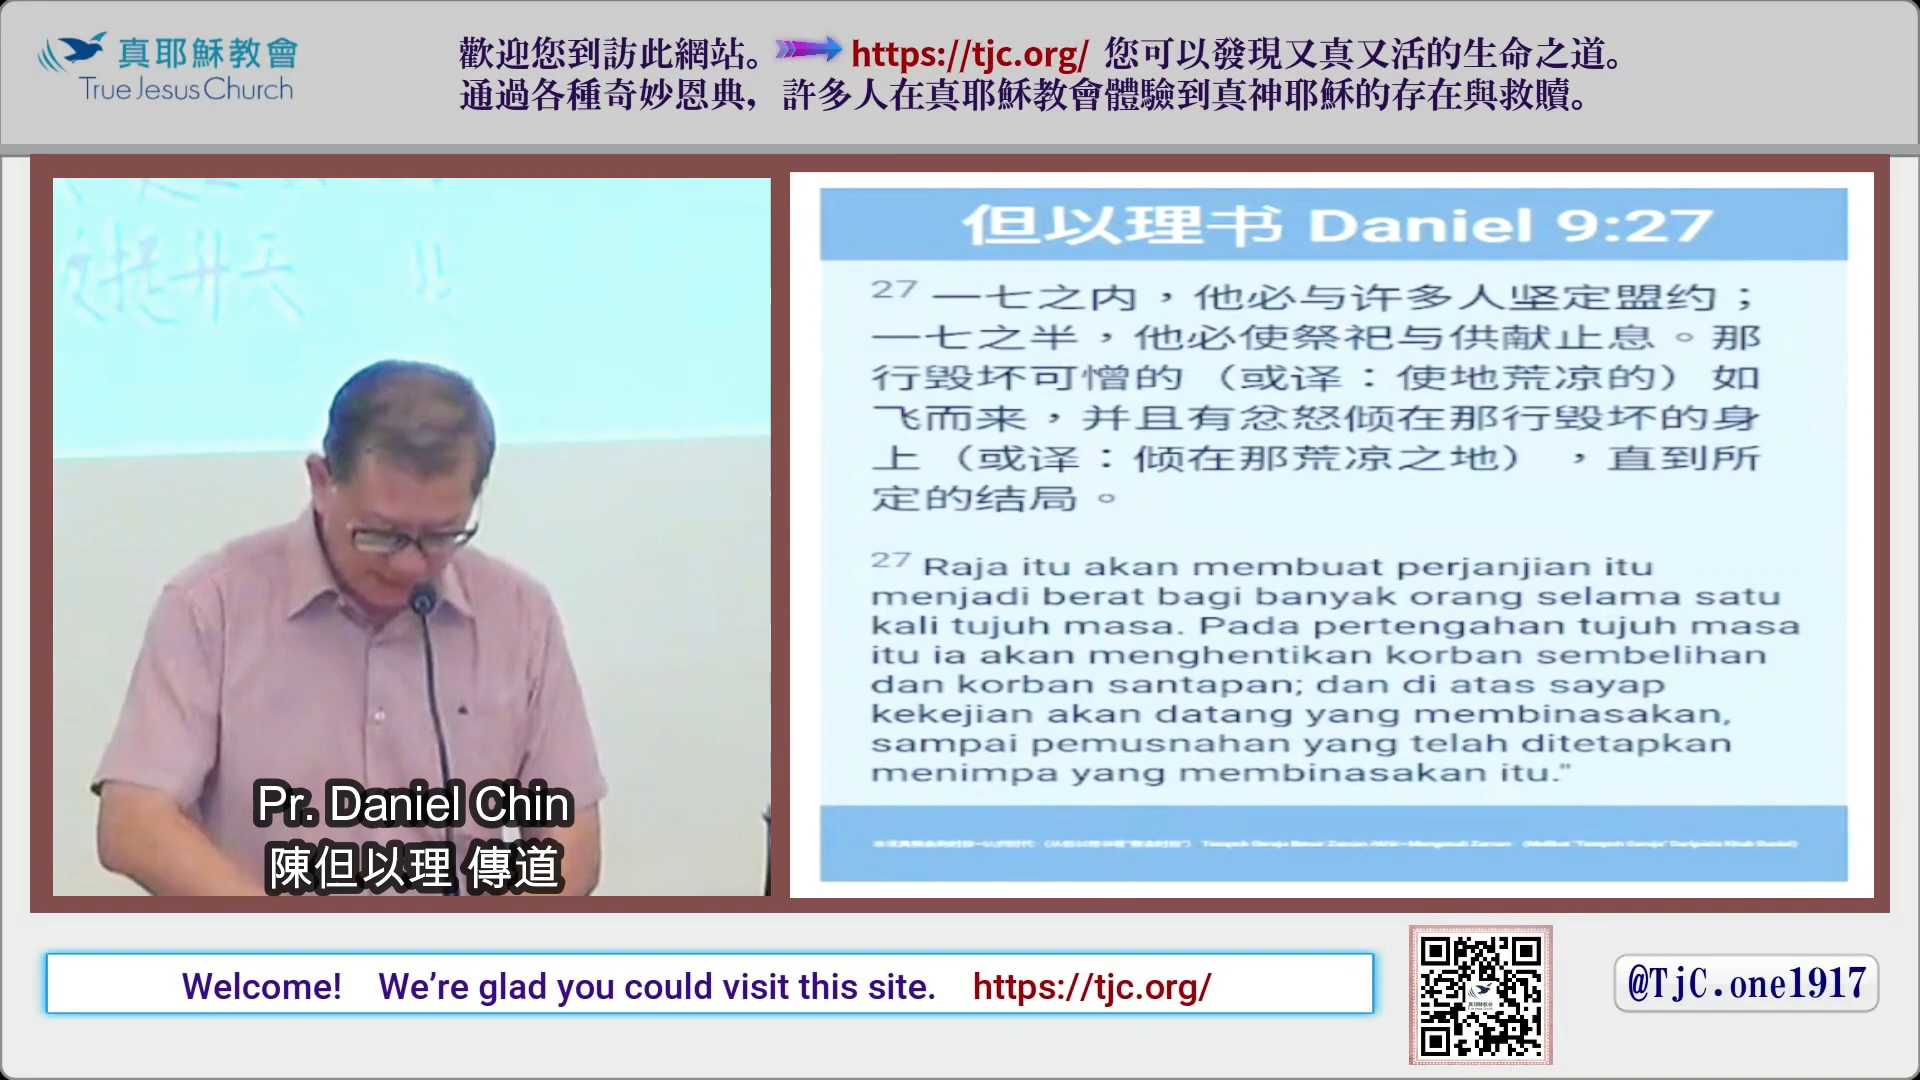 真耶穌教會
True Jesus Church
歡迎您到訪此網站。 https://tjc.org/ 您可以發現又真又活的生命之道。
通過各種奇妙恩典，許多人在真耶穌教會體驗到真神耶穌的存在與救贖。
但以理书 Daniel 9:27
27 一七之内，他必与许多人坚定盟约；
一七之半，他必使祭祀与供献止息。那
行毁坏可憎的（或译：使地荒凉的）如
飞而来，并且有忿怒倾在那行毁坏的身
上（或译：倾在那荒凉之地），直到所
定的结局。
27 Raja itu akan membuat perjanjian itu
menjadi berat bagi banyak orang selama satu
kali tujuh masa. Pada pertengahan tujuh masa
itu ia akan menghentikan korban sembelihan
dan korban santapan; dan di atas sayap
kekejian akan datang yang membinasakan,
sampai pemusnahan yang telah ditetapkan
menimpa yang membinasakan itu.”
提升天
Pr. Daniel Chin
陳但以理 傳道
Welcome! We’re glad you could visit this site. https://tjc.org/
@TjC.one1917